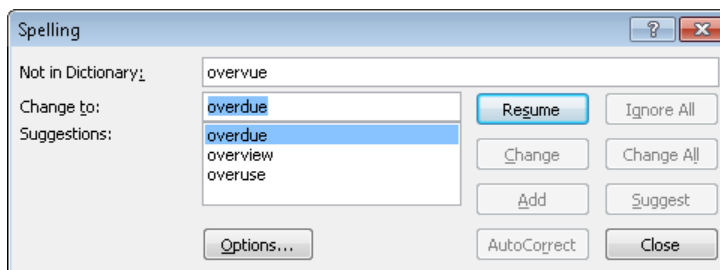 Spelling
Not in Dictionary: overvue
Change to: overdue Resume Ignore All
Suggestions: overdue
overview
overuse
Change Change All
Add Suggest
Options... AutoCorrect Close